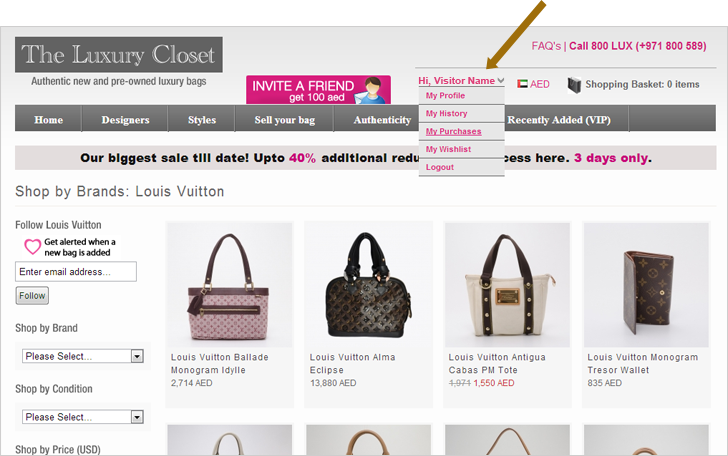 The Luxury Closet
Authentic new and pre-owned luxury bags
FAQ's | Call 800 LUX (+971 800 589)
INVITE A FRIEND
get 100 aed
Hi, Visitor Name
AED
Shopping Basket: 0 items
My Profile
My History
My Purchases
My Wishlist
Logout
Home
Designers
Styles
Sell your bag
Authenticity
Recently Added (VIP)
Our biggest sale till date! Upto 40% additional redu cess here. 3 days only.
Shop by Brands: Louis Vuitton
Follow Louis Vuitton
Get alerted when a
new bag is added
Enter email address...
Follow
Shop by Brand
Please Select...
Shop by Condition
Please Select...
Shop by Price (USD)
Louis Vuitton Ballade
Monogram Idylle
2,714 AED
Louis Vuitton Alma
Eclipse
13,880 AED
Louis Vuitton Antigua
Cabas PM Tote
1,971 1,550 AED
Louis Vuitton Monogram
Tresor Wallet
835 AED